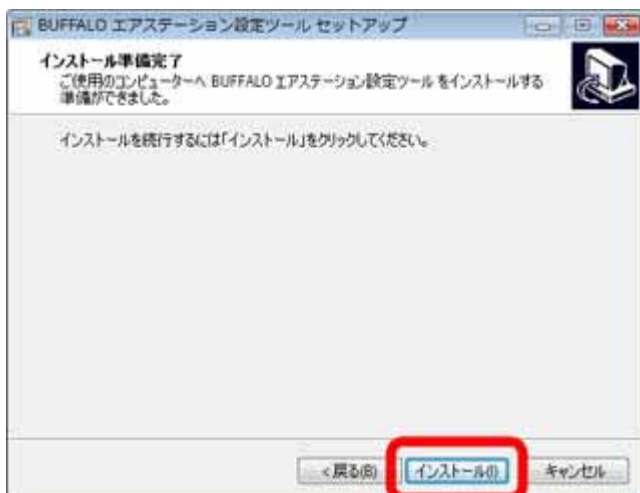 BUFFALO エアステーション設定ツール セットアップ
インストール準備完了
ご使用のコンピューターへ BUFFALO エアステーション設定ツール をインストールする
準備ができました。
インストールを続行するには「インストール」をクリックしてください。
< 戻る(B) インストール(I) キャンセル